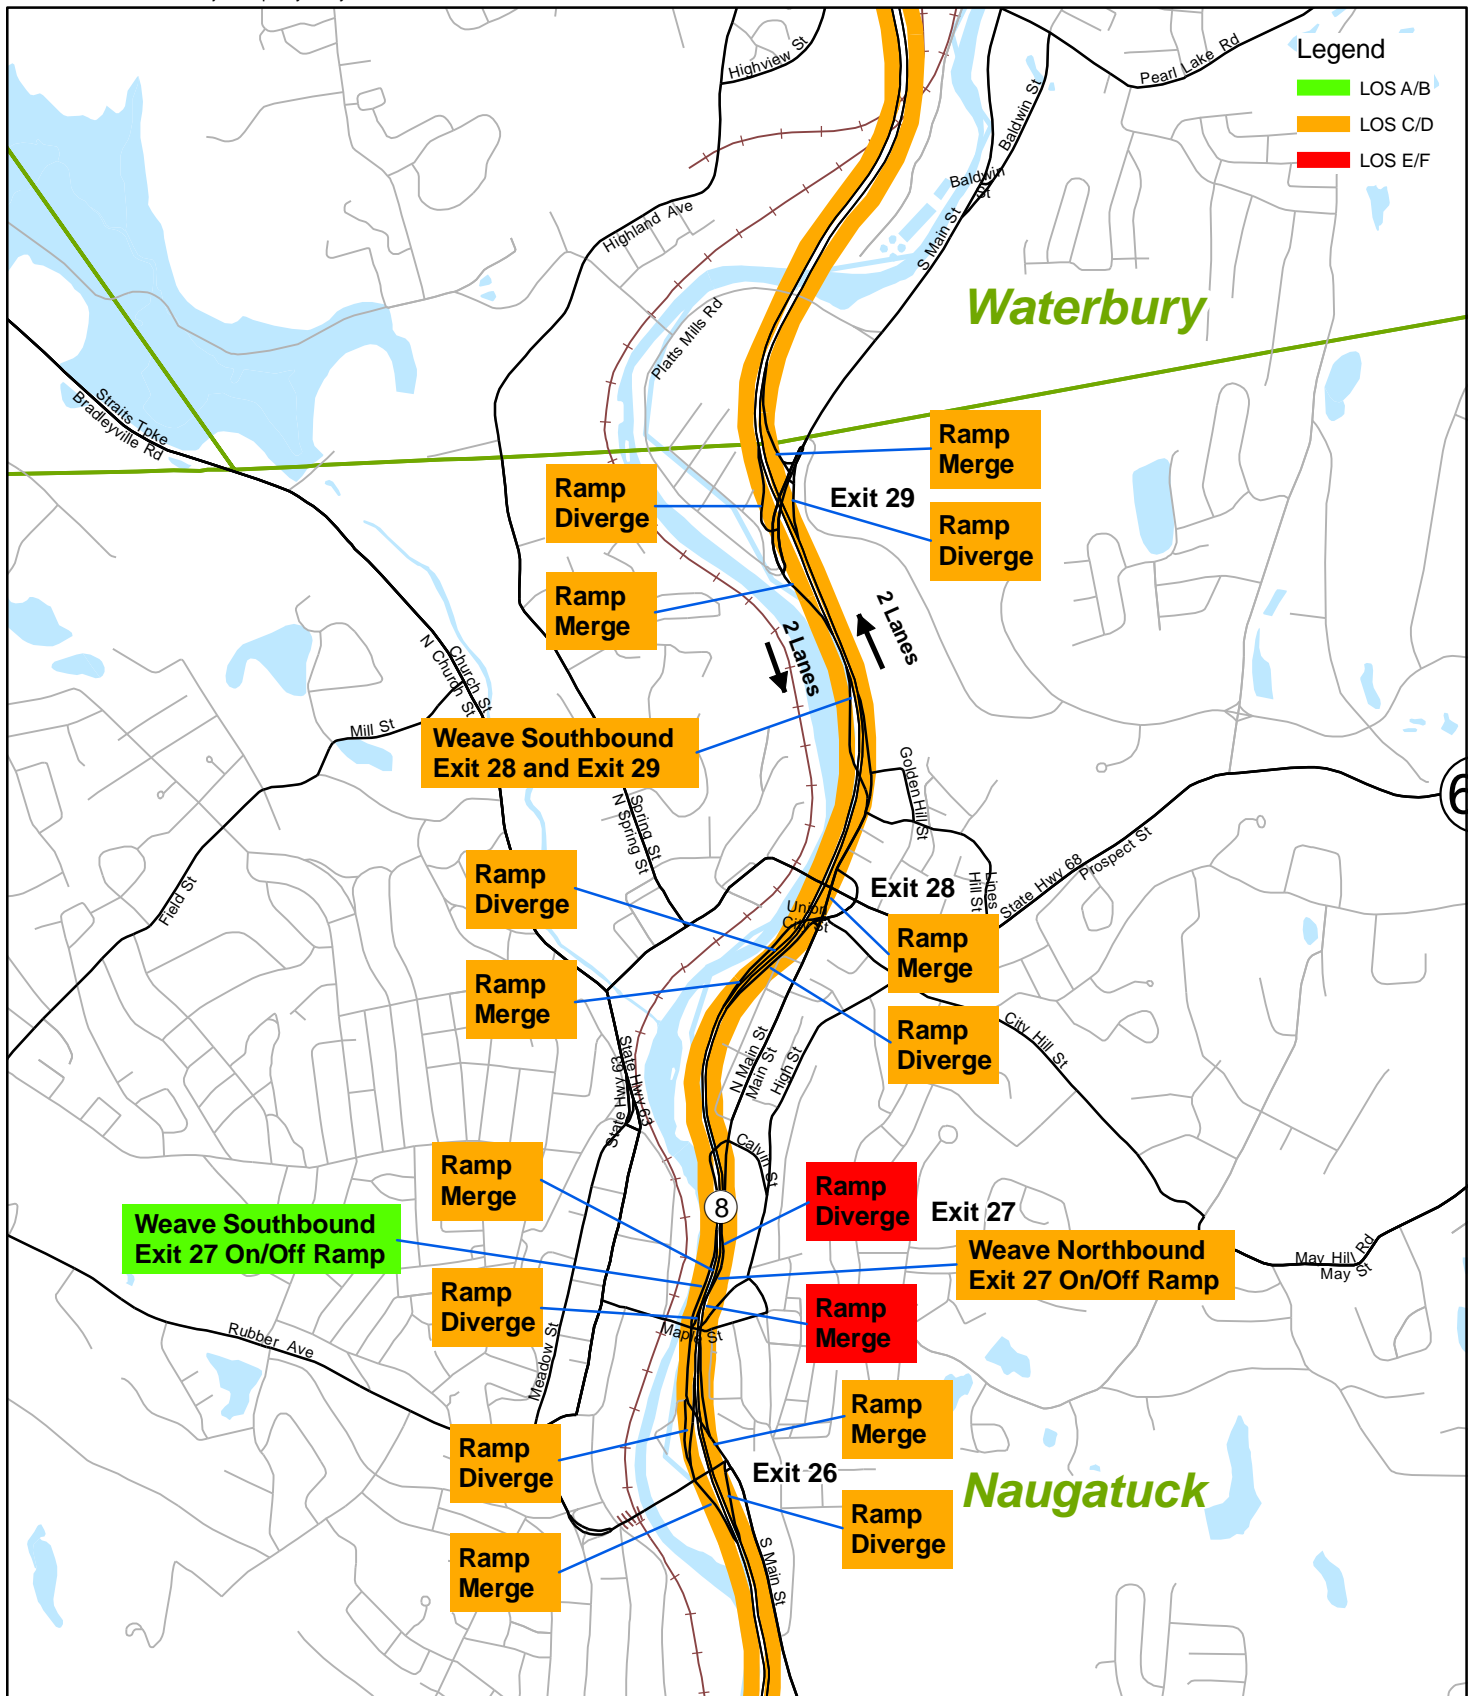 Legend
LOS A/B
LOS C/D
LOS E/F
Highview St
Pearl Lake Rd
Baldwin St
Baldwin
St
Highland Ave
S Main St
Waterbury
Platts Mills Rd
Straits Tpke
Bradleyville Rd
Ramp
Merge
Ramp
Diverge
Exit 29
Ramp
Diverge
Ramp
Merge
2 Lanes
2 Lanes
Church St
N Church St
Mill St
Weave Southbound
Exit 28 and Exit 29
Golden Hill St
6
Spring St
N Spring St
State Hwy 68
Prospect St
Lines
Hill St
Field St
Ramp
Diverge
Exit 28
Union
City St
Ramp
Merge
Ramp
Merge
Ramp
Diverge
City Hill St
N Main St
Main St
High St
State Hwy 63
State Hwy 63
Calvin St
Ramp
Merge
Ramp
Diverge
8
Exit 27
Weave Southbound
Exit 27 On/Off Ramp
Weave Northbound
Exit 27 On/Off Ramp
May Hill Rd
May St
Ramp
Diverge
Ramp
Merge
Maple St
Rubber Ave
Meadow St
Ramp
Merge
Ramp
Diverge
Exit 26
Naugatuck
Ramp
Diverge
Ramp
Merge
S Main St